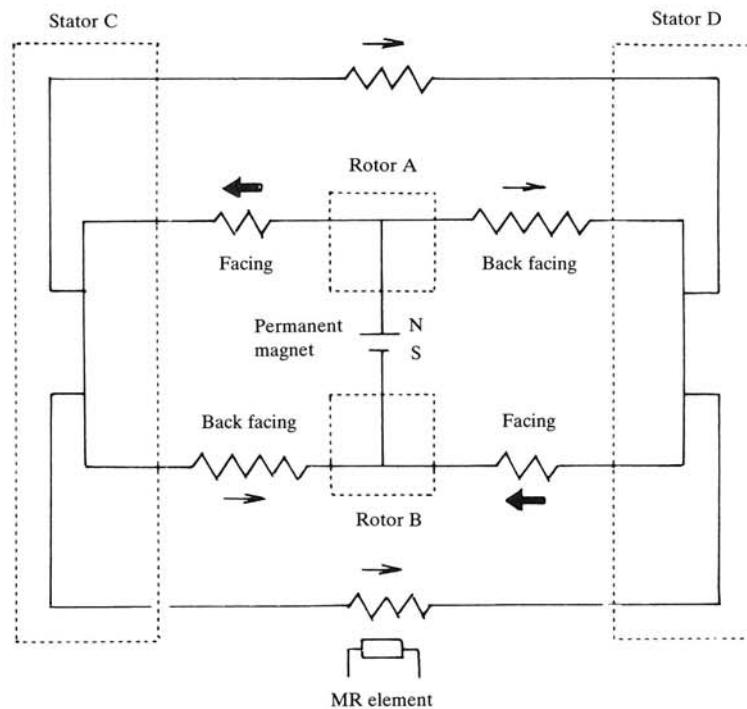 Stator C
Stator D
Rotor A
Facing
Back facing
Permanent
magnet
N
S
Back facing
Facing
Rotor B
MR element